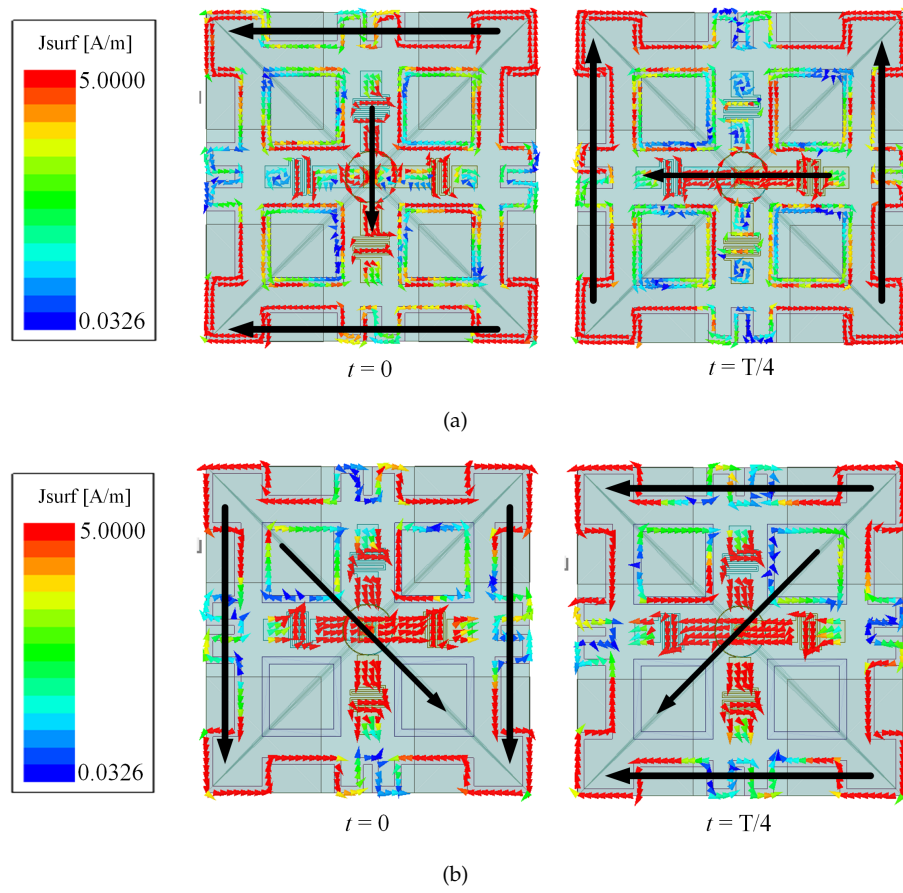 Jsurf [A/m]
5.0000
0.0326
t = 0
t = T/4
(a)
Jsurf [A/m]
5.0000
0.0326
t = 0
t = T/4
(b)